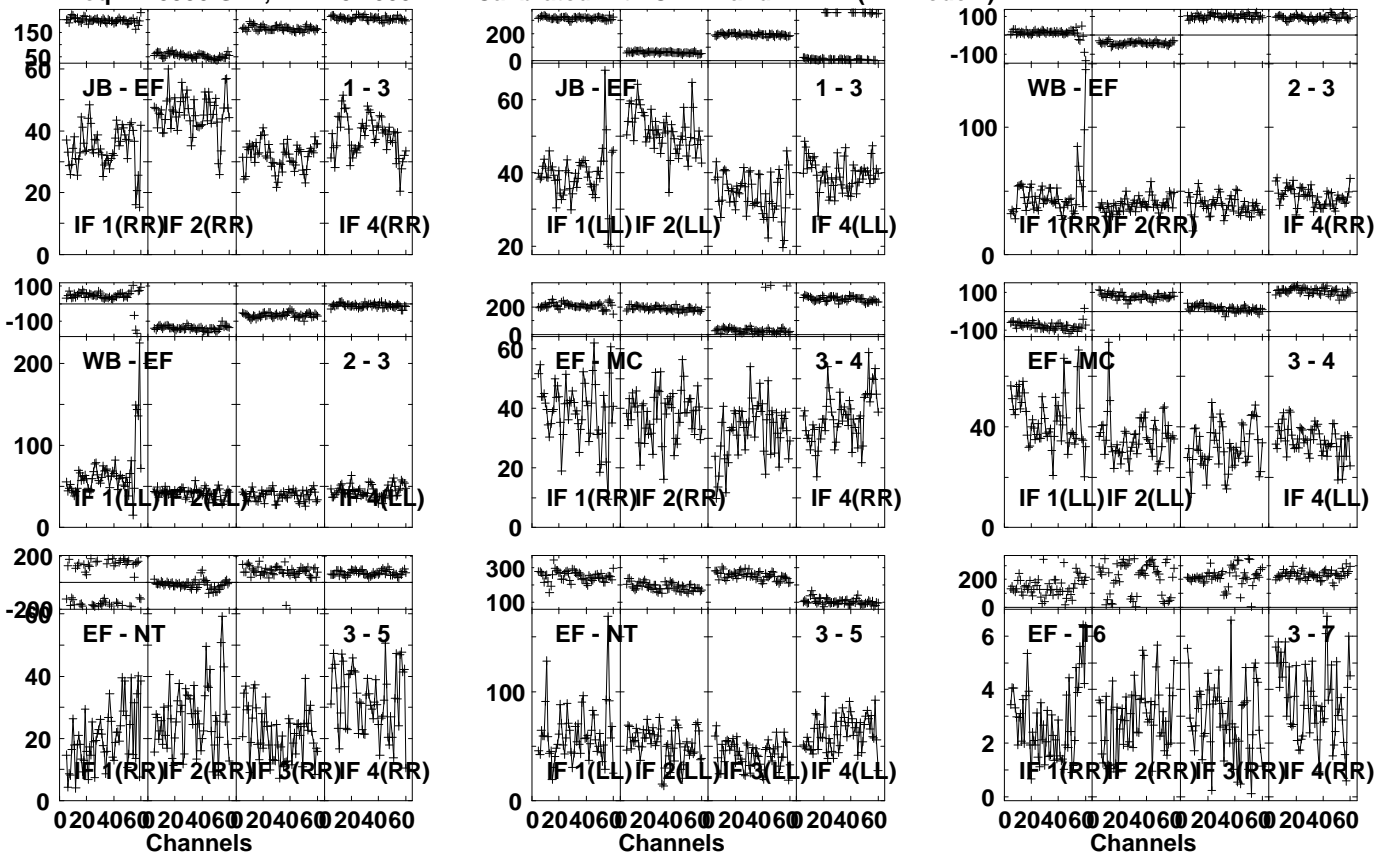 150
50
60
40
20
0
JB - EF 1 - 3
IF 1(RR) IF 2(RR) IF 4(RR)
200
0
60
40
20
JB - EF 1 - 3
IF 1(LL) IF 2(LL) IF 4(LL)
100
-100
100
0
WB - EF 2 - 3
IF 1(RR) IF 2(RR) IF 4(RR)
100
-100
200
100
0
WB - EF 2 - 3
IF 1(LL) IF 2(LL) IF 4(LL)
200
0
60
40
20
0
EF - MC 3 - 4
IF 1(RR) IF 2(RR) IF 4(RR)
100
-100
40
0
EF - MC 3 - 4
IF 1(LL) IF 2(LL) IF 4(LL)
200
-200
60
40
20
0
EF - NT 3 - 5
IF 1(RR) IF 2(RR) IF 3(RR) IF 4(RR)
0 20 40 60 0 20 40 60 0 20 40 60 0 20 40 60
Channels
300
100
100
0
EF - NT 3 - 5
IF 1(LL) IF 2(LL) IF 3(LL) IF 4(LL)
0 20 40 60 0 20 40 60 0 20 40 60 0 20 40 60
Channels
200
0
6
4
2
0
EF - T6 3 - 7
IF 1(RR) IF 2(RR) IF 3(RR) IF 4(RR)
0 20 40 60 0 20 40 60 0 20 40 60 0 20 40 60
Channels